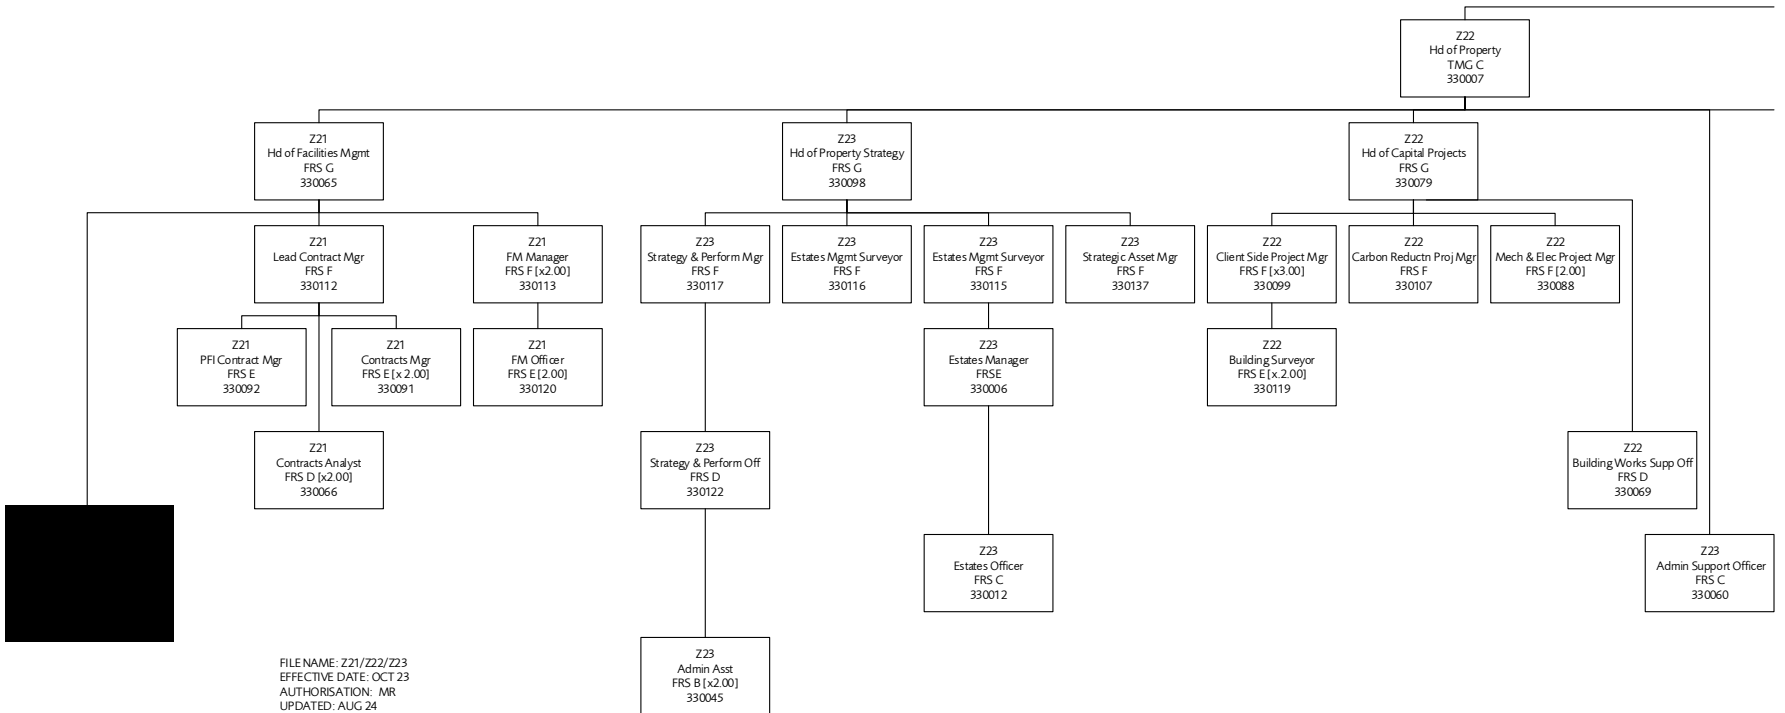 Z22
Hd of Property
TMG C
330007
Z21
Hd of Facilities Mgmt
FRS G
330065
Z23
Hd of Property Strategy
FRS G
330098
Z22
Hd of Capital Projects
FRS G
330079
Z21
Lead Contract Mgr
FRS F
330112
Z21
FM Manager
FRS F [x2.00]
330113
Z23
Strategy & Perform Mgr
FRS F
330117
Z23
Estates Mgmt Surveyor
FRS F
330116
Z23
Estates Mgmt Surveyor
FRS F
330115
Z23
Strategic Asset Mgr
FRS F
330137
Z22
Client Side Project Mgr
FRS F [x3.00]
330099
Z22
Carbon Reductn Proj Mgr
FRS F
330107
Z22
Mech & Elec Project Mgr
FRS F [2.00]
330088
Z21
PFI Contract Mgr
FRS E
330092
Z21
Contracts Mgr
FRS E [x 2.00]
330091
Z21
FM Officer
FRS E [2.00]
330120
Z23
Estates Manager
FRSE
330006
Z22
Building Surveyor
FRS E [x.2.00]
330119
Z21
Contracts Analyst
FRS D [x2.00]
330066
Z23
Strategy & Perform Off
FRS D
330122
Z22
Building Works Supp Off
FRS D
330069
Z23
Estates Officer
FRS C
330012
Z23
Admin Support Officer
FRS C
330060
Z23
Admin Asst
FRS B [x2.00]
330045
FILE NAME: Z21/Z22/Z23
EFFECTIVE DATE: OCT 23
AUTHORISATION: MR
UPDATED: AUG 24